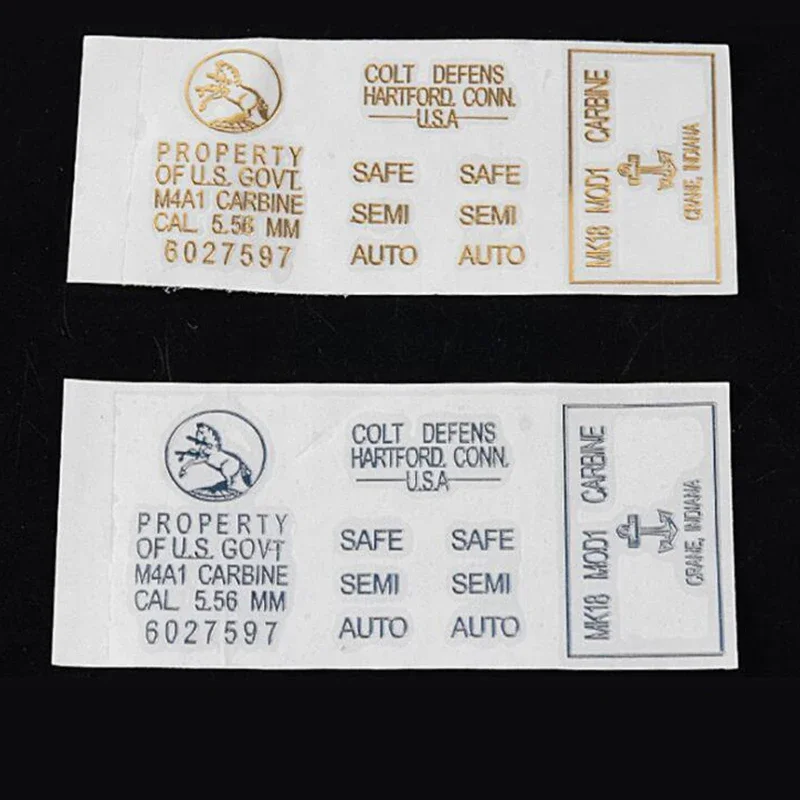 PROPERTY
OF U.S. GOVT.
M4A1 CARBINE
CAL. 5.56 MM
6027597
COLT DEFENS
HARTFORD. CONN.
U.S.A
SAFE SAFE
SEMI SEMI
AUTO AUTO
MK18 MOD1 CARBINE
CRANE, INDIANA
PROPERTY
OF U.S. GOVT
M4A1 CARBINE
CAL. 5.56 MM
6027597
COLT DEFENS
HARTFORD. CONN.
U.S.A
SAFE SAFE
SEMI SEMI
AUTO AUTO
MK18 MOD1 CARBINE
CRANE, INDIANA